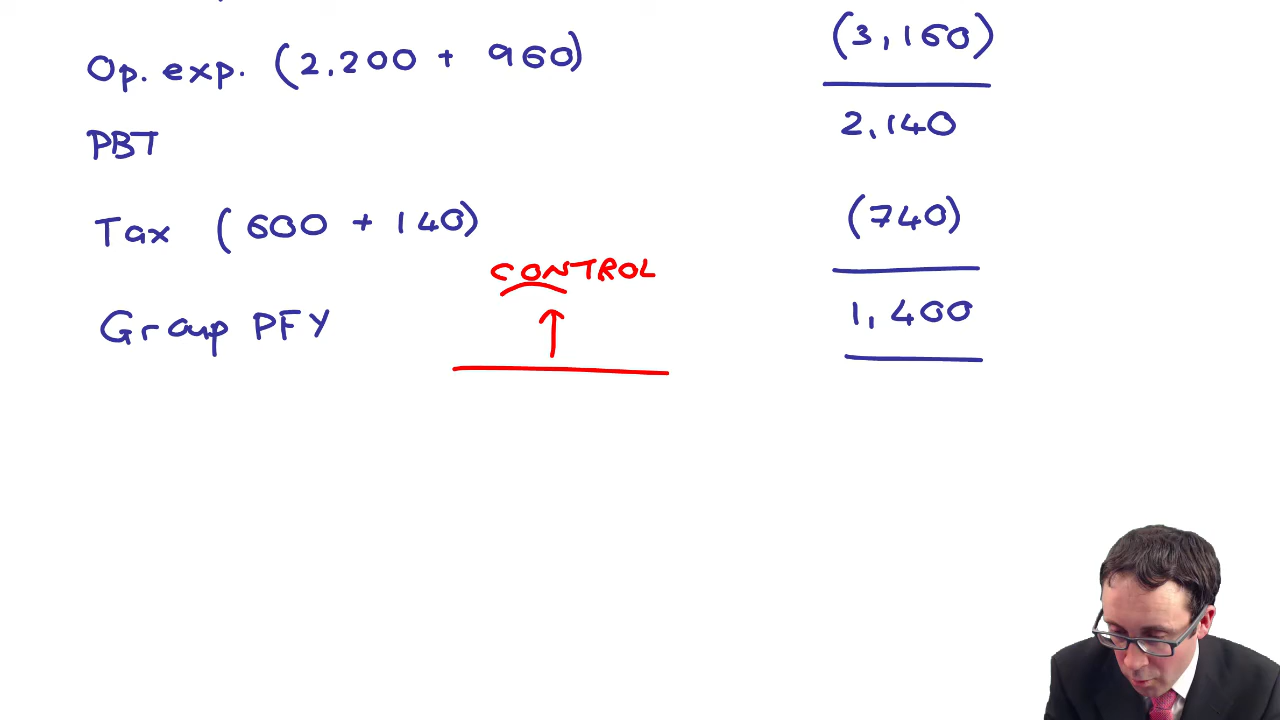 Op. exp. (2,200 + 960) (3,160)
PBT 2,140
Tax (600 + 140) (740)
CONTROL
Group PFY 1,400